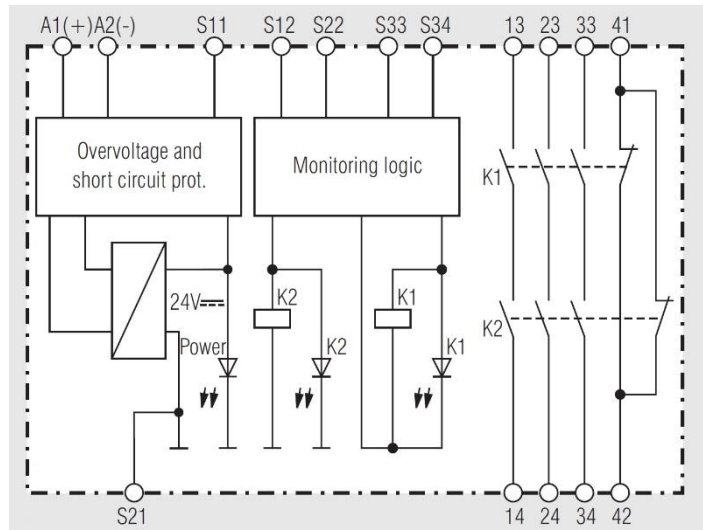 A1(+) A2(-) S11 S12 S22 S33 S34 13 23 33 41
Overvoltage and
short circuit prot.
Monitoring logic
K1
24V
K2
K1
K2
Power
K2
K1
S21
14 24 34 42